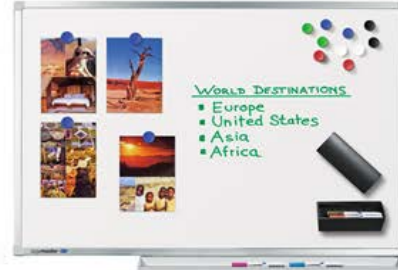 WORLD DESTINATIONS
Europe
United States
Asia
Africa